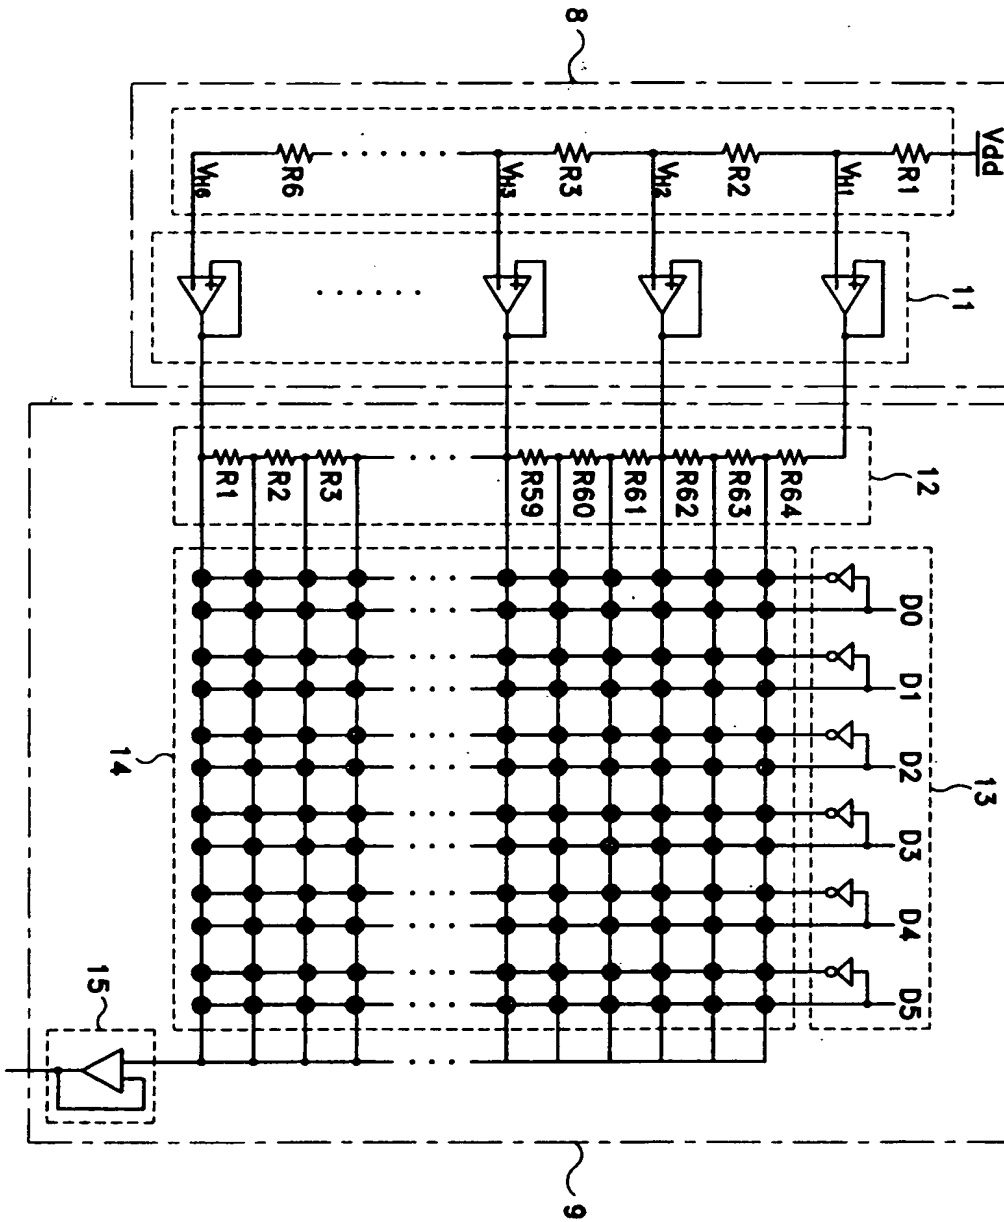 8
Vdd
R1
VH1
R2
VH2
R3
VH3
R6
VH6
11
12
R64
R63
R62
R61
R60
R59
R3
R2
R1
13
D0 D1 D2 D3 D4 D5
14
15
9